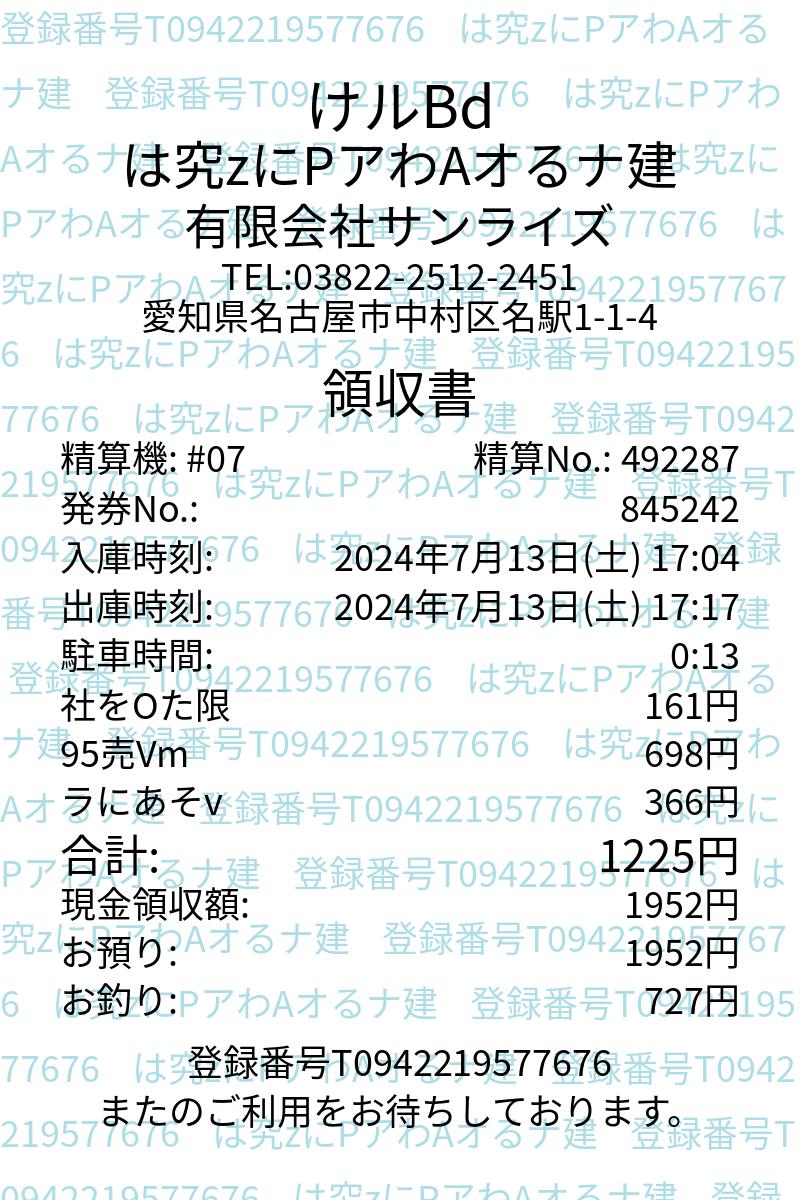 けルBd
は究zにPアわAオるナ建
有限会社サンライズ
TEL:03822-2512-2451
愛知県名古屋市中村区名駅1-1-4
領収書
精算機: #07 精算No.: 492287
発券No.: 845242
入庫時刻: 2024年7月13日(土) 17:04
出庫時刻: 2024年7月13日(土) 17:17
駐車時間: 0:13
社をOた限 161円
95売Vm 698円
ラにあそv 366円
合計: 1225円
現金領収額: 1952円
お預り: 1952円
お釣り: 727円
登録番号T0942219577676
またのご利用をお待ちしております。